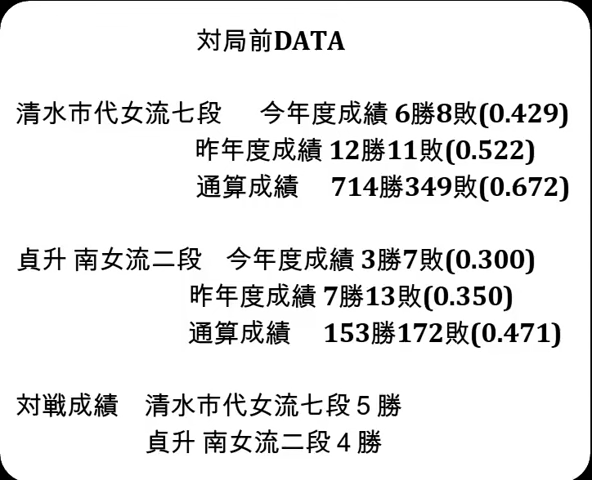 対局前DATA
清水市代女流七段 今年度成績 6勝8敗(0.429)
昨年度成績 12勝11敗(0.522)
通算成績 714勝349敗(0.672)
貞升 南女流二段 今年度成績 3勝7敗(0.300)
昨年度成績 7勝13敗(0.350)
通算成績 153勝172敗(0.471)
対戦成績 清水市代女流七段 5 勝
貞升 南女流二段 4 勝